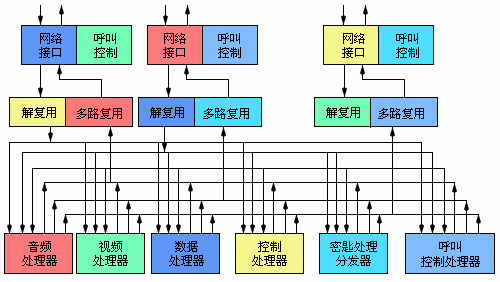 网络 呼叫 网络 呼叫 网络 呼叫
接口 控制 接口 控制 接口 控制
解复用 多路复用 解复用 多路复用 解复用 多路复用
音频 视频 数据 控制 密匙处理 呼叫
处理器 处理器 处理器 处理器 分发器 控制处理器